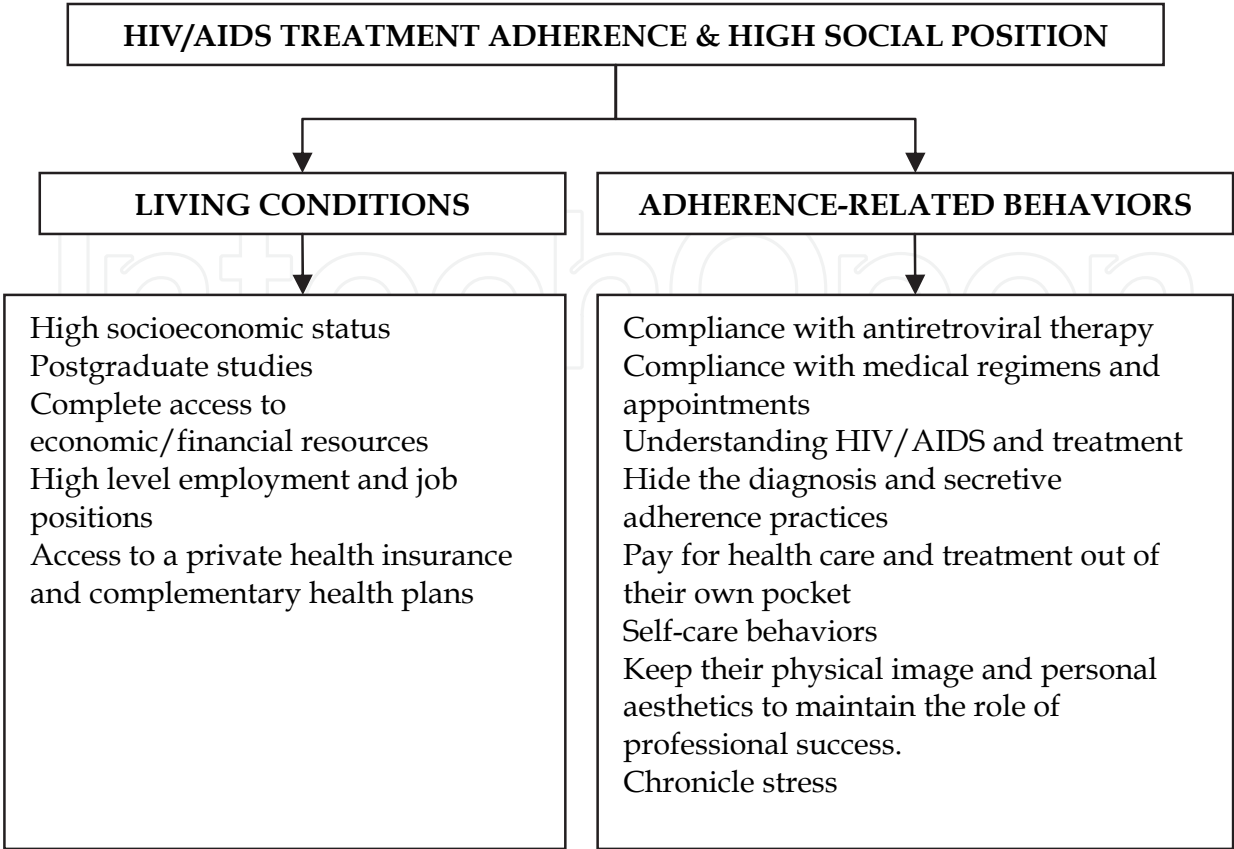 HIV/AIDS TREATMENT ADHERENCE & HIGH SOCIAL POSITION
LIVING CONDITIONS
High socioeconomic status
Postgraduate studies
Complete access to
economic/financial resources
High level employment and job
positions
Access to a private health insurance
and complementary health plans
ADHERENCE-RELATED BEHAVIORS
Compliance with antiretroviral therapy
Compliance with medical regimens and
appointments
Understanding HIV/AIDS and treatment
Hide the diagnosis and secretive
adherence practices
Pay for health care and treatment out of
their own pocket
Self-care behaviors
Keep their physical image and personal
aesthetics to maintain the role of
professional success.
Chronicle stress
IntechOpen